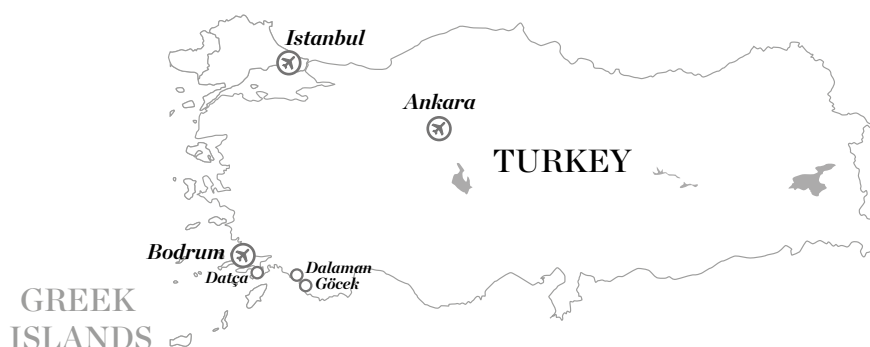 Istanbul
Ankara
TURKEY
Bodrum
Datça
Dalaman
Göcek
GREEK
ISLANDS